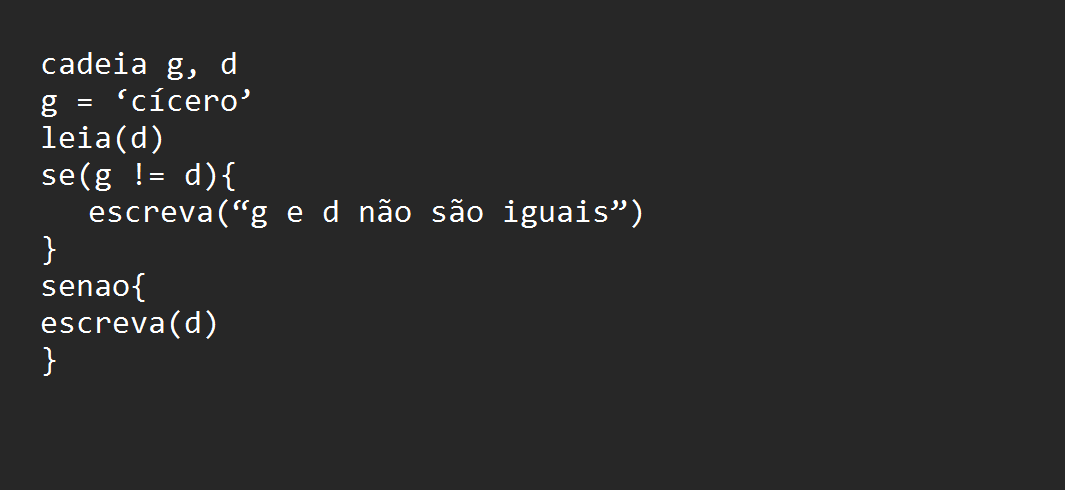 cadeia g, d
g = ‘cícero’
leia(d)
se(g != d){
escreva(“g e d não são iguais”)
}
senao{
escreva(d)
}